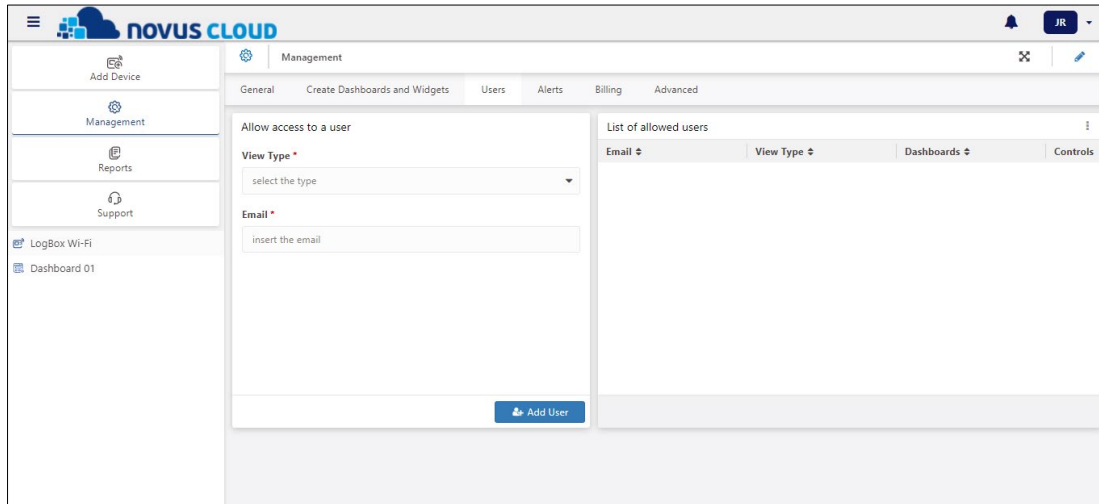 NOVUS CLOUD
JR
Add Device
Management
Reports
Support
LogBox Wi-Fi
Dashboard 01
Management
General Create Dashboards and Widgets Users Alerts Billing Advanced
Allow access to a user
View Type *
select the type
Email *
insert the email
Add User
List of allowed users
Email View Type Dashboards Controls